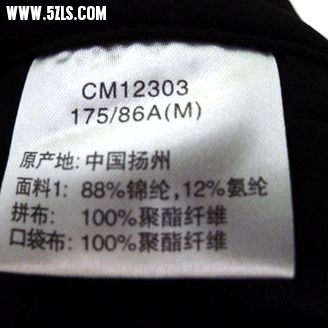 WWW.5ZLS.COM
CM12303
175/86A(M)
原产地: 中国扬州
面料1: 88%锦纶, 12%氨纶
拼布: 100%聚酯纤维
口袋布: 100%聚酯纤维